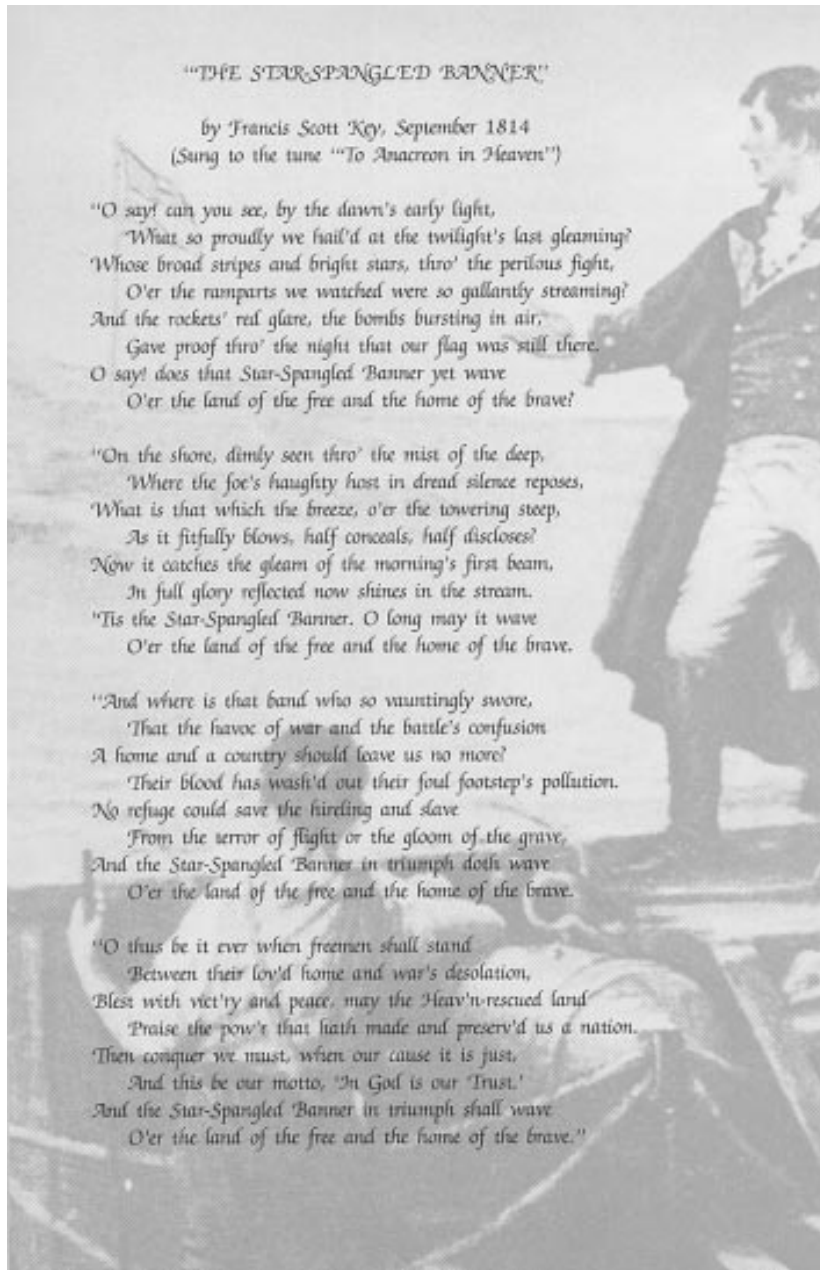 "THE STAR-SPANGLED BANNER"
by Francis Scott Key, September 1814
(Sung to the tune "To Anacreon in Heaven")
"O say! can you see, by the dawn's early light,
What so proudly we hail'd at the twilight's last gleaming?
Whose broad stripes and bright stars, thro' the perilous fight,
O'er the ramparts we watched were so gallantly streaming?
And the rockets' red glare, the bombs bursting in air,
Gave proof thro' the night that our flag was still there.
O say! does that Star-Spangled Banner yet wave
O'er the land of the free and the home of the brave?
"On the shore, dimly seen thro' the mist of the deep,
Where the foe's haughty host in dread silence reposes,
What is that which the breeze, o'er the towering steep,
As it fitfully blows, half conceals, half discloses?
Now it catches the gleam of the morning's first beam,
In full glory reflected now shines in the stream.
'Tis the Star-Spangled Banner. O long may it wave
O'er the land of the free and the home of the brave.
"And where is that band who so vauntingly swore,
That the havoc of war and the battle's confusion
A home and a country should leave us no more?
Their blood has wash'd out their foul footstep's pollution.
No refuge could save the hireling and slave
From the terror of flight or the gloom of the grave,
And the Star-Spangled Banner in triumph doth wave
O'er the land of the free and the home of the brave.
"O thus be it ever when freemen shall stand
Between their lov'd home and war's desolation,
Blest with vict'ry and peace, may the Heav'n-rescued land
Praise the pow'r that hath made and preserv'd us a nation.
Then conquer we must, when our cause it is just,
And this be our motto, 'In God is our Trust.'
And the Star-Spangled Banner in triumph shall wave
O'er the land of the free and the home of the brave."